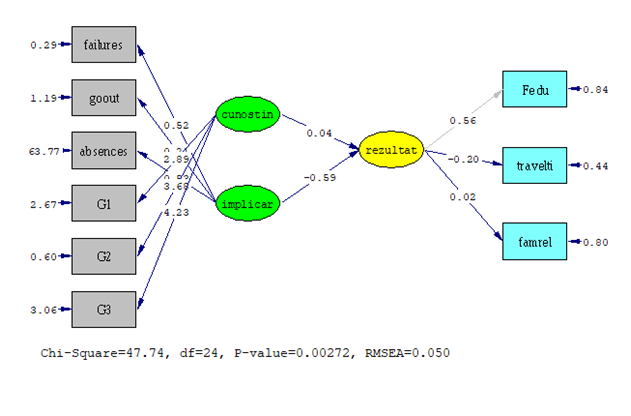 0.29
failures
1.19
goout
63.77
absences
2.67
G1
0.60
G2
3.06
G3
0.52
2.89
3.68
4.23
cunostin
implicar
0.04
-0.59
rezultat
0.56
-0.20
0.02
Fedu
0.84
travelti
0.44
famrel
0.80
Chi-Square=47.74, df=24, P-value=0.00272, RMSEA=0.050